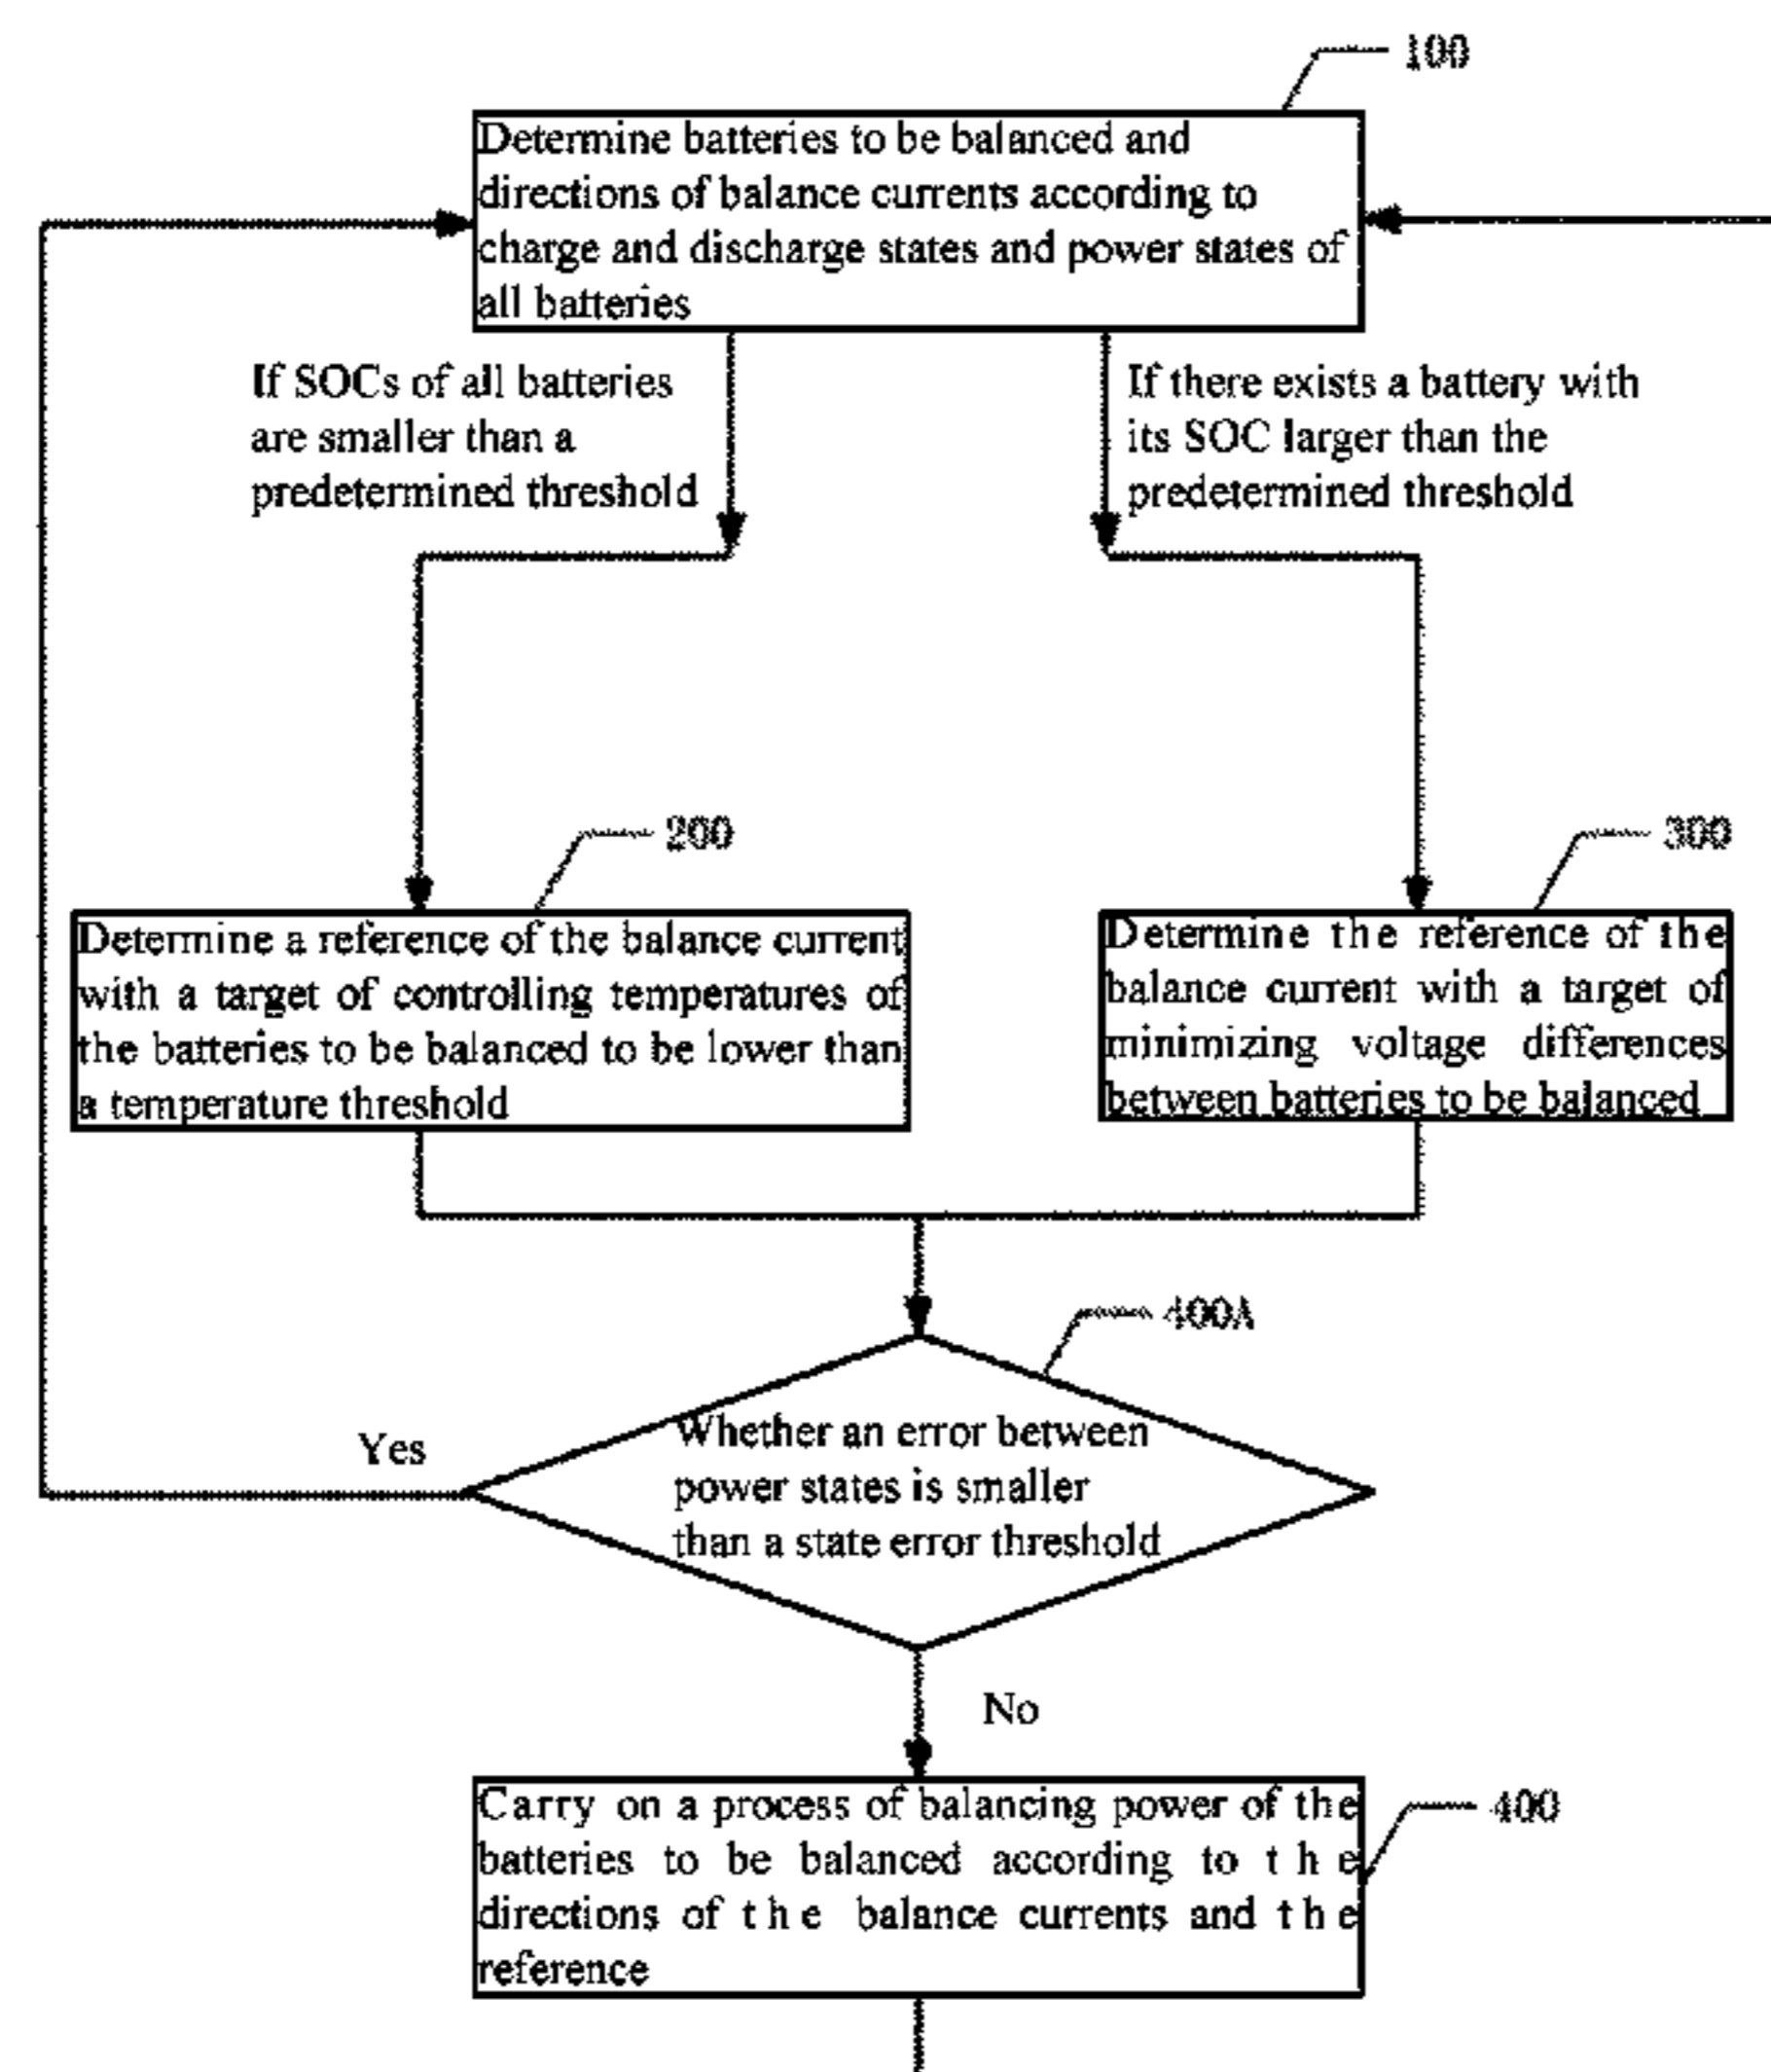 100
Determine batteries to be balanced and
directions of balance currents according to
charge and discharge states and power states of
all batteries
If SOCs of all batteries
are smaller than a
predetermined threshold
If there exists a battery with
its SOC larger than the
predetermined threshold
200
300
Determine a reference of the balance current
with a target of controlling temperatures of
the batteries to be balanced to be lower than
a temperature threshold
Determine the reference of the
balance current with a target of
minimizing voltage differences
between batteries to be balanced
400A
Yes
Whether an error between
power states is smaller
than a state error threshold
No
Carry on a process of balancing power of the
batteries to be balanced according to the
directions of the balance currents and the
reference
400